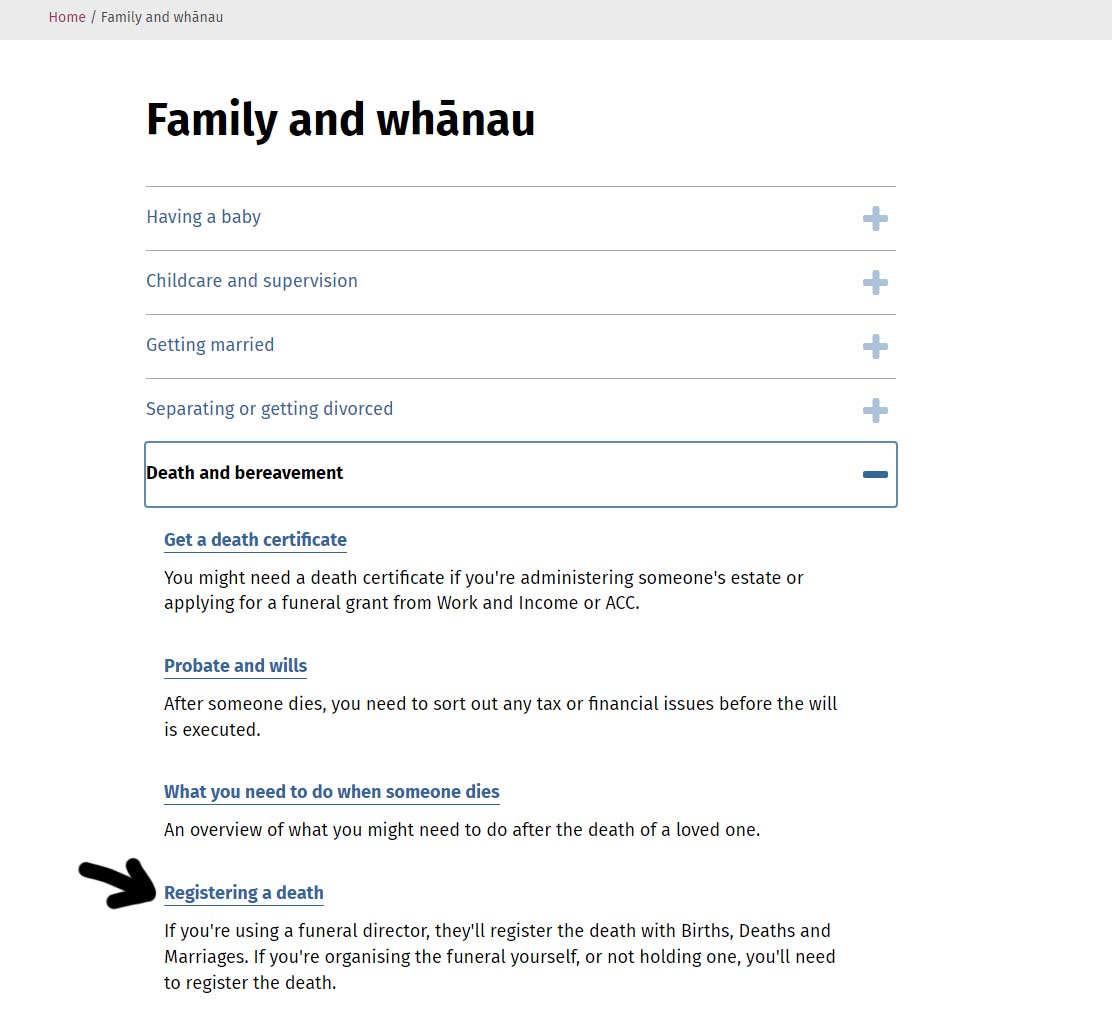 Home / Family and whānau
Family and whānau
Having a baby
Childcare and supervision
Getting married
Separating or getting divorced
Death and bereavement
Get a death certificate
You might need a death certificate if you're administering someone's estate or
applying for a funeral grant from Work and Income or ACC.
Probate and wills
After someone dies, you need to sort out any tax or financial issues before the will
is executed.
What you need to do when someone dies
An overview of what you might need to do after the death of a loved one.
Registering a death
If you're using a funeral director, they'll register the death with Births, Deaths and
Marriages. If you're organising the funeral yourself, or not holding one, you'll need
to register the death.